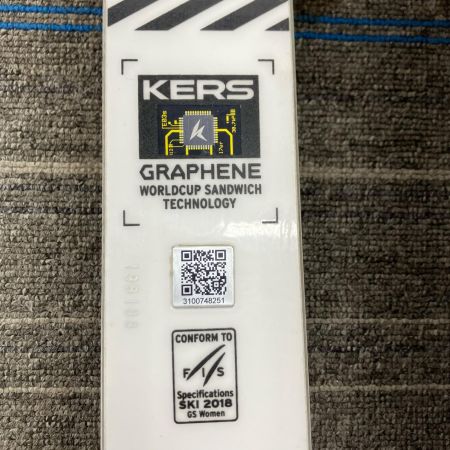 KERS
GRAPHENE
WORLDCUP SANDWICH
TECHNOLOGY
3100748251
CONFORM TO
FIS
Specifications
SKI 2018
GS Women